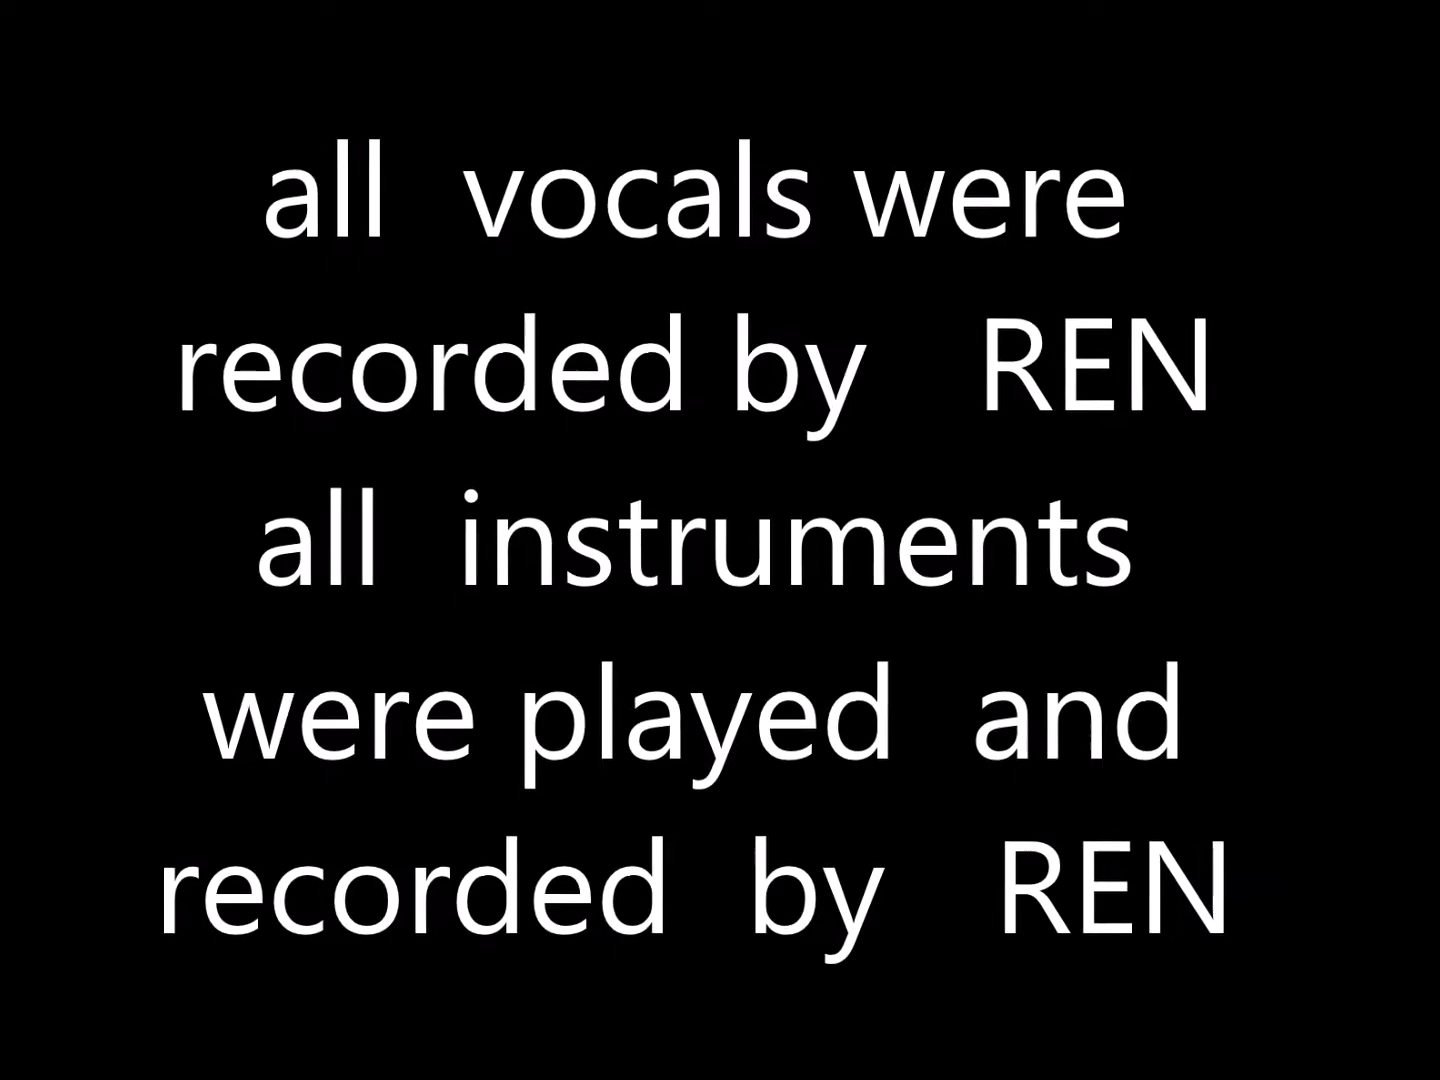 all vocals were
recorded by REN
all instruments
were played and
recorded by REN